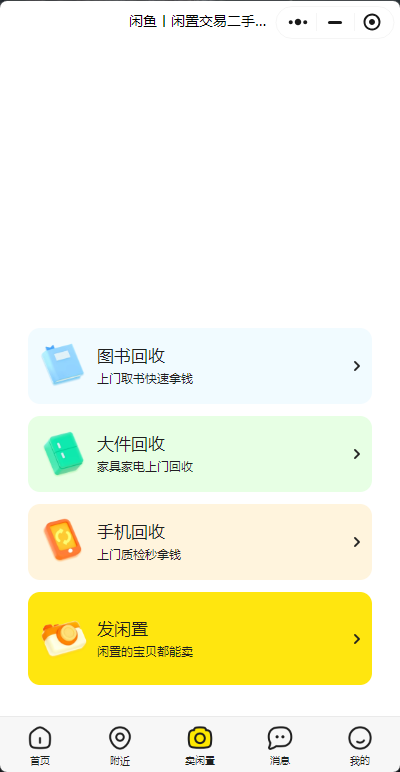 闲鱼丨闲置交易二手...
图书回收
上门取书快速拿钱
大件回收
家具家电上门回收
手机回收
上门质检秒拿钱
发闲置
闲置的宝贝都能卖
首页
附近
卖闲置
消息
我的